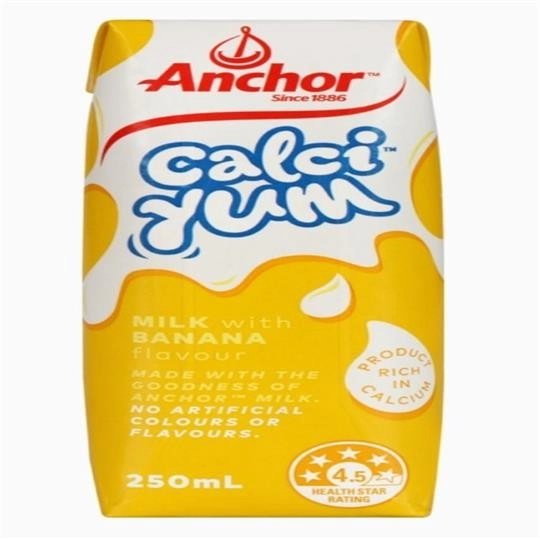 Anchor™
Since 1886
calci™
yum
MILK with
BANANA
flavour
MADE WITH THE
GOODNESS OF
ANCHOR™ MILK.
NO ARTIFICIAL
COLOURS OR
FLAVOURS.
PRODUCT
RICH
IN
CALCIUM
250mL
4.5
HEALTH STAR
RATING